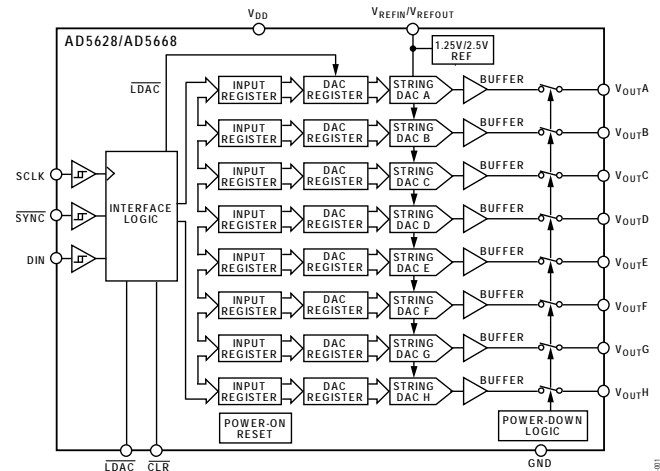 VDD
VREFIN/VREFOUT
AD5628/AD5668
1.25V/2.5V
REF
LDAC
INPUT
REGISTER
DAC
REGISTER
STRING
DAC A
BUFFER
VOUTA
INPUT
REGISTER
DAC
REGISTER
STRING
DAC B
BUFFER
VOUTB
INPUT
REGISTER
DAC
REGISTER
STRING
DAC C
BUFFER
VOUTC
SCLK
SYNC
DIN
INTERFACE
LOGIC
INPUT
REGISTER
DAC
REGISTER
STRING
DAC D
BUFFER
VOUTD
INPUT
REGISTER
DAC
REGISTER
STRING
DAC E
BUFFER
VOUTE
INPUT
REGISTER
DAC
REGISTER
STRING
DAC F
BUFFER
VOUTF
INPUT
REGISTER
DAC
REGISTER
STRING
DAC G
BUFFER
VOUTG
INPUT
REGISTER
DAC
REGISTER
STRING
DAC H
BUFFER
VOUTH
POWER-ON
RESET
POWER-DOWN
LOGIC
LDAC
CLR
GND